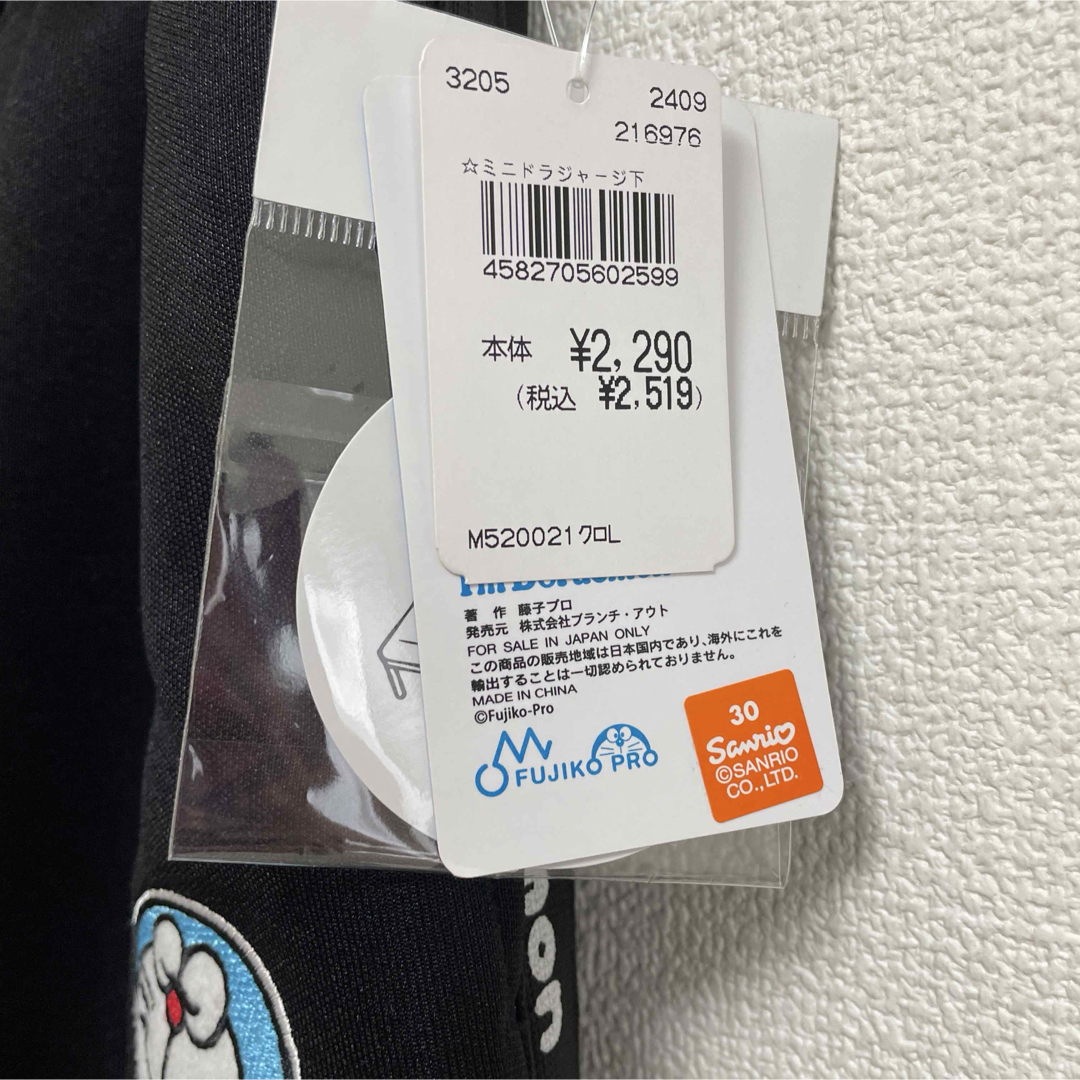 3205
2409
216976
☆ミニドラジャージ下
4582705602599
本体 ¥2,290
(税込 ¥2,519)
M520021クロL
I'm Doraemon
著 作 藤子プロ
発売元 株式会社ブランチ・アウト
FOR SALE IN JAPAN ONLY
この商品の販売地域は日本国内であり、海外にこれを
輸出することは一切認められておりません。
MADE IN CHINA
©Fujiko-Pro
FUJIKO PRO
30
Sanrio
©SANRIO
CO., LTD.
mon